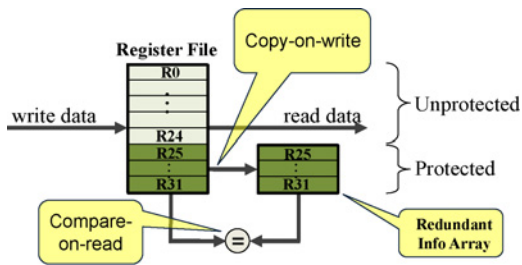 Register File
Copy-on-write
R0
write data
read data
Unprotected
R24
R25
R31
R25
R31
Protected
Compare-
on-read
=
Redundant
Info Array